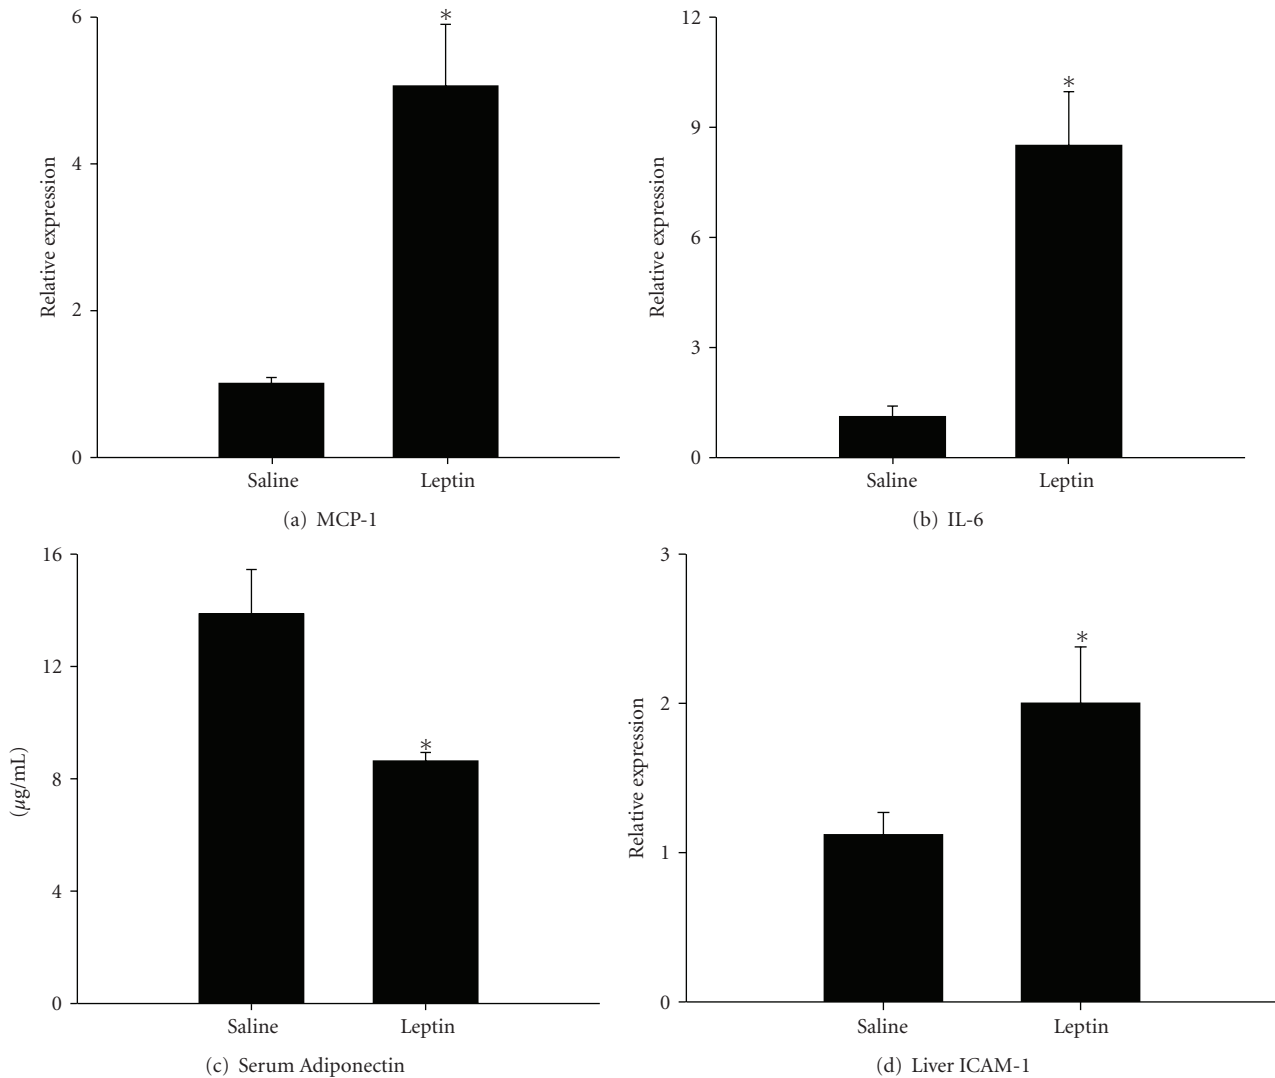 6
4
2
0
Relative expression
*
Saline
Leptin
(a) MCP-1
12
9
6
3
0
Relative expression
*
Saline
Leptin
(b) IL-6
16
12
8
4
0
(μg/mL)
*
Saline
Leptin
(c) Serum Adiponectin
3
2
1
0
Relative expression
*
Saline
Leptin
(d) Liver ICAM-1